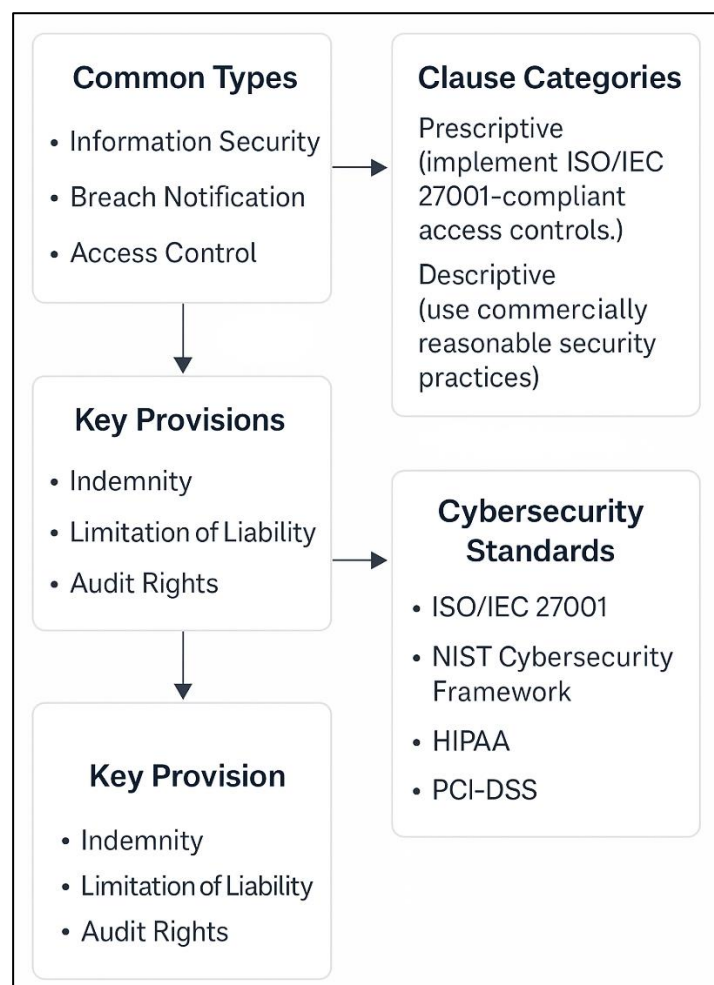 Common Types
• Information Security
• Breach Notification
• Access Control
Clause Categories
Prescriptive
(implement ISO/IEC
27001-compliant
access controls.)
Descriptive
(use commercially
reasonable security
practices)
Key Provisions
• Indemnity
• Limitation of Liability
• Audit Rights
Cybersecurity
Standards
• ISO/IEC 27001
• NIST Cybersecurity
Framework
• HIPAA
• PCI-DSS
Key Provision
• Indemnity
• Limitation of Liability
• Audit Rights